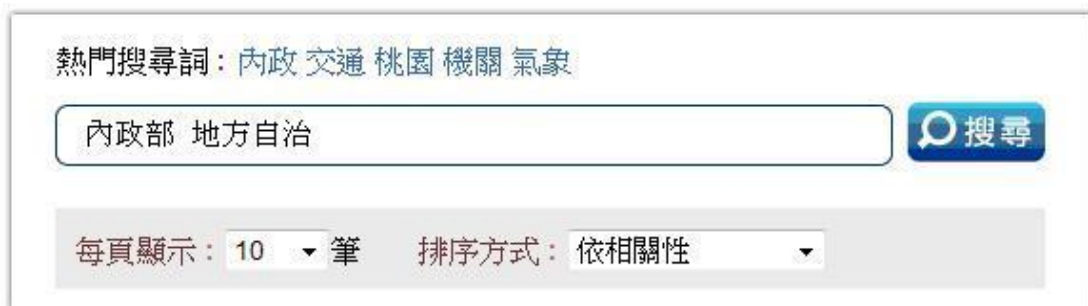 熱門搜尋詞：內政 交通 桃園 機關 氣象
內政部 地方自治 搜尋
每頁顯示：10 筆 排序方式：依相關性